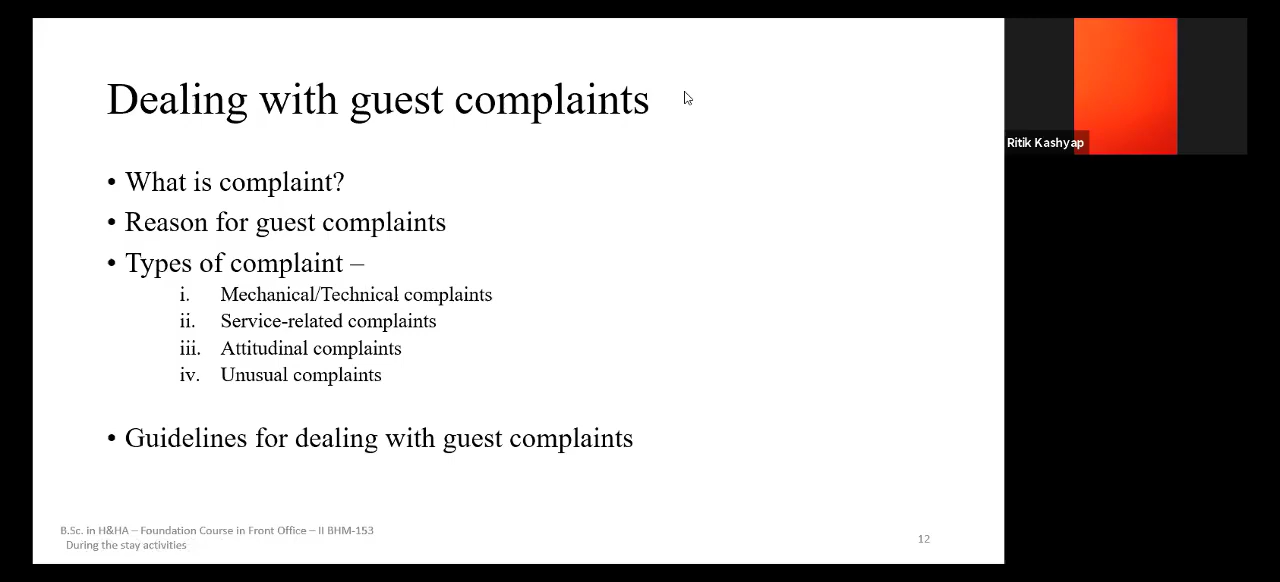 Dealing with guest complaints
• What is complaint?
• Reason for guest complaints
• Types of complaint –
i. Mechanical/Technical complaints
ii. Service-related complaints
iii. Attitudinal complaints
iv. Unusual complaints
• Guidelines for dealing with guest complaints
B.Sc. in H&HA – Foundation Course in Front Office – II BHM-153
During the stay activities
12
Ritik Kashyap